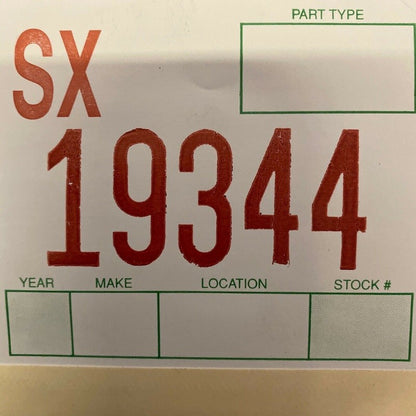 PART TYPE
SX
19344
YEAR MAKE LOCATION STOCK #